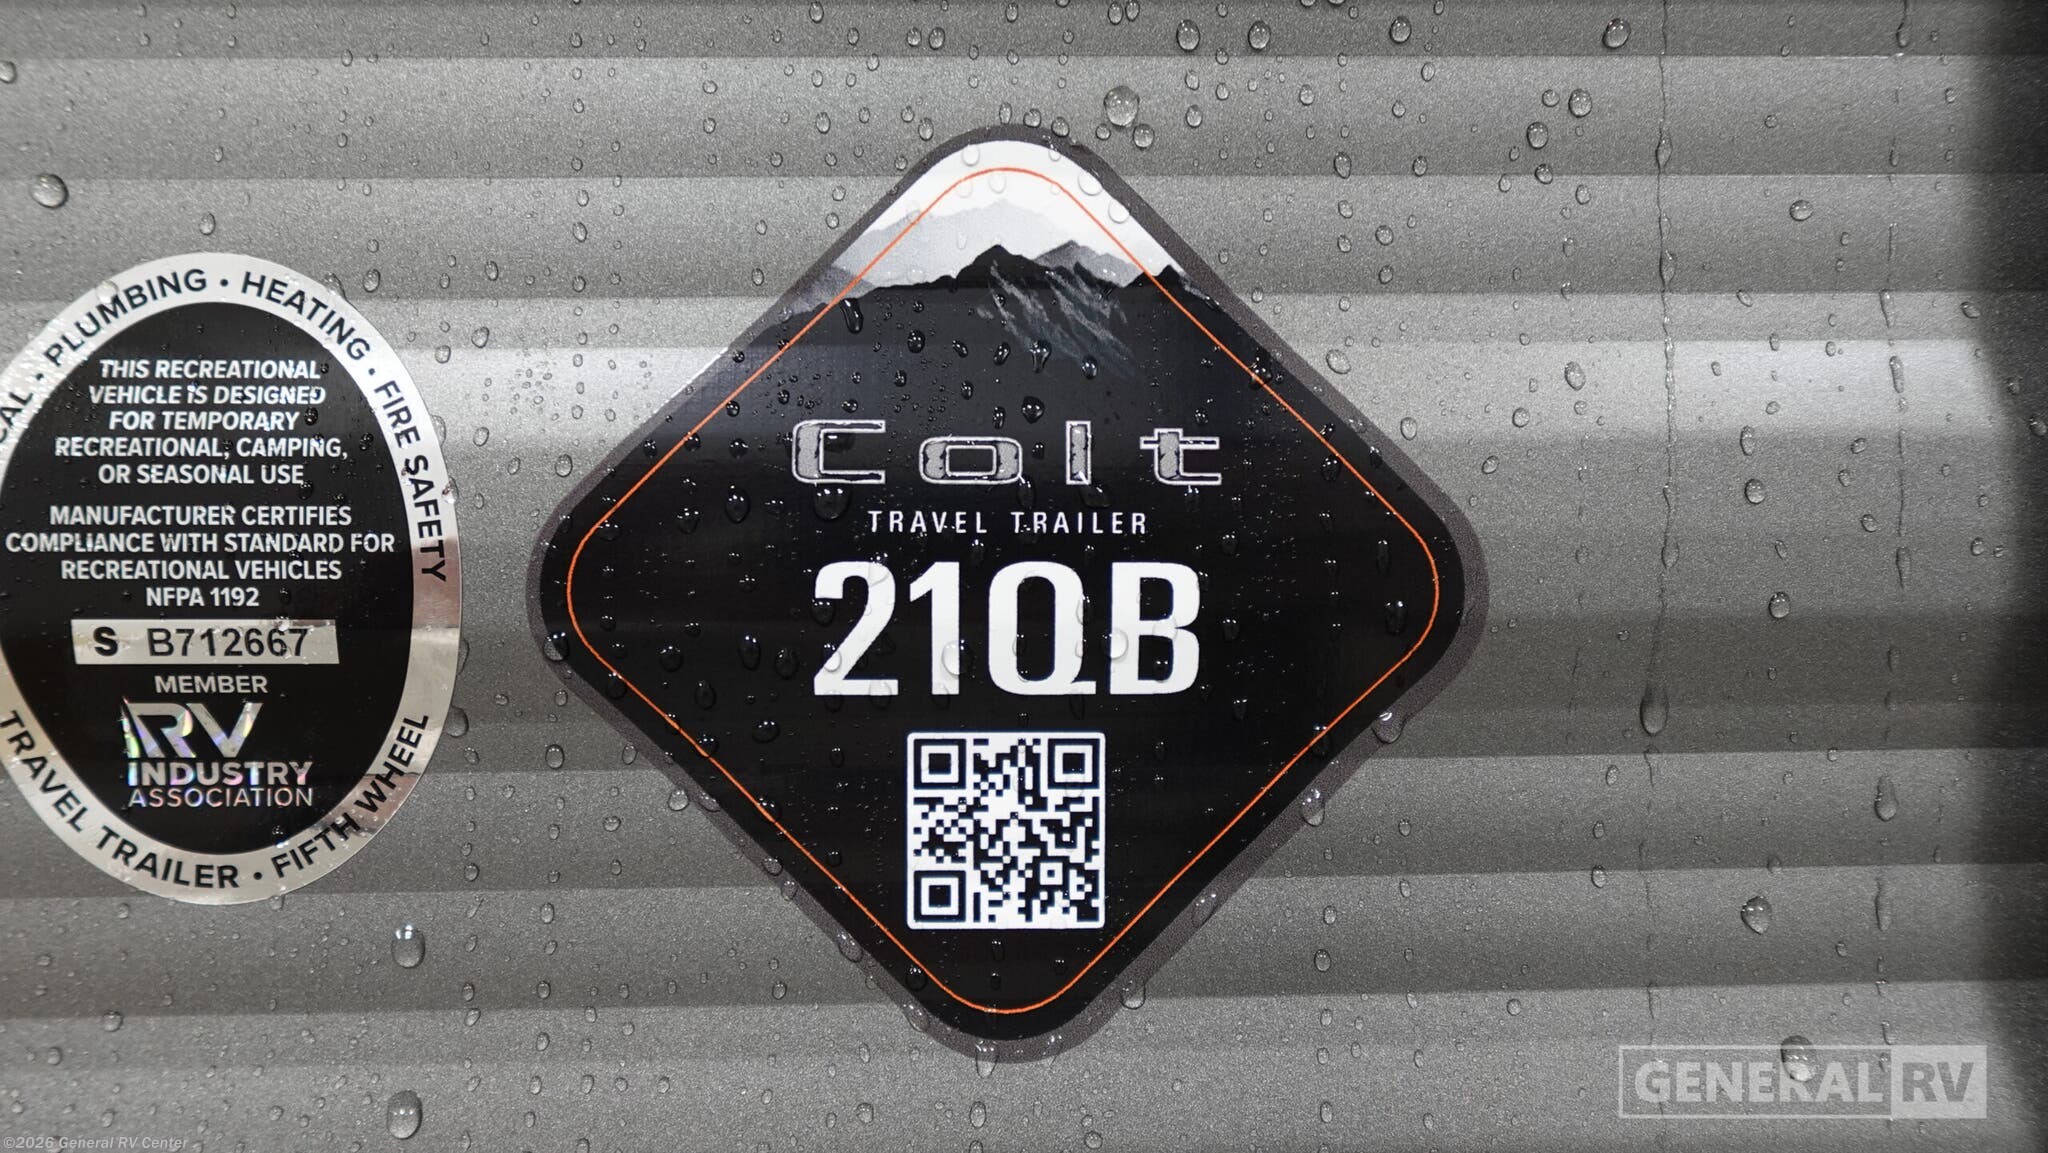 PLUMBING • HEATING • FIRE SAFETY
THIS RECREATIONAL
VEHICLE IS DESIGNED
FOR TEMPORARY
RECREATIONAL, CAMPING,
OR SEASONAL USE
MANUFACTURER CERTIFIES
COMPLIANCE WITH STANDARD FOR
RECREATIONAL VEHICLES
NFPA 1192
S B712667
MEMBER
RV
INDUSTRY
ASSOCIATION
TRAVEL TRAILER • FIFTH WHEEL
Colt
TRAVEL TRAILER
21QB
GENERAL RV
©2026 General RV Center